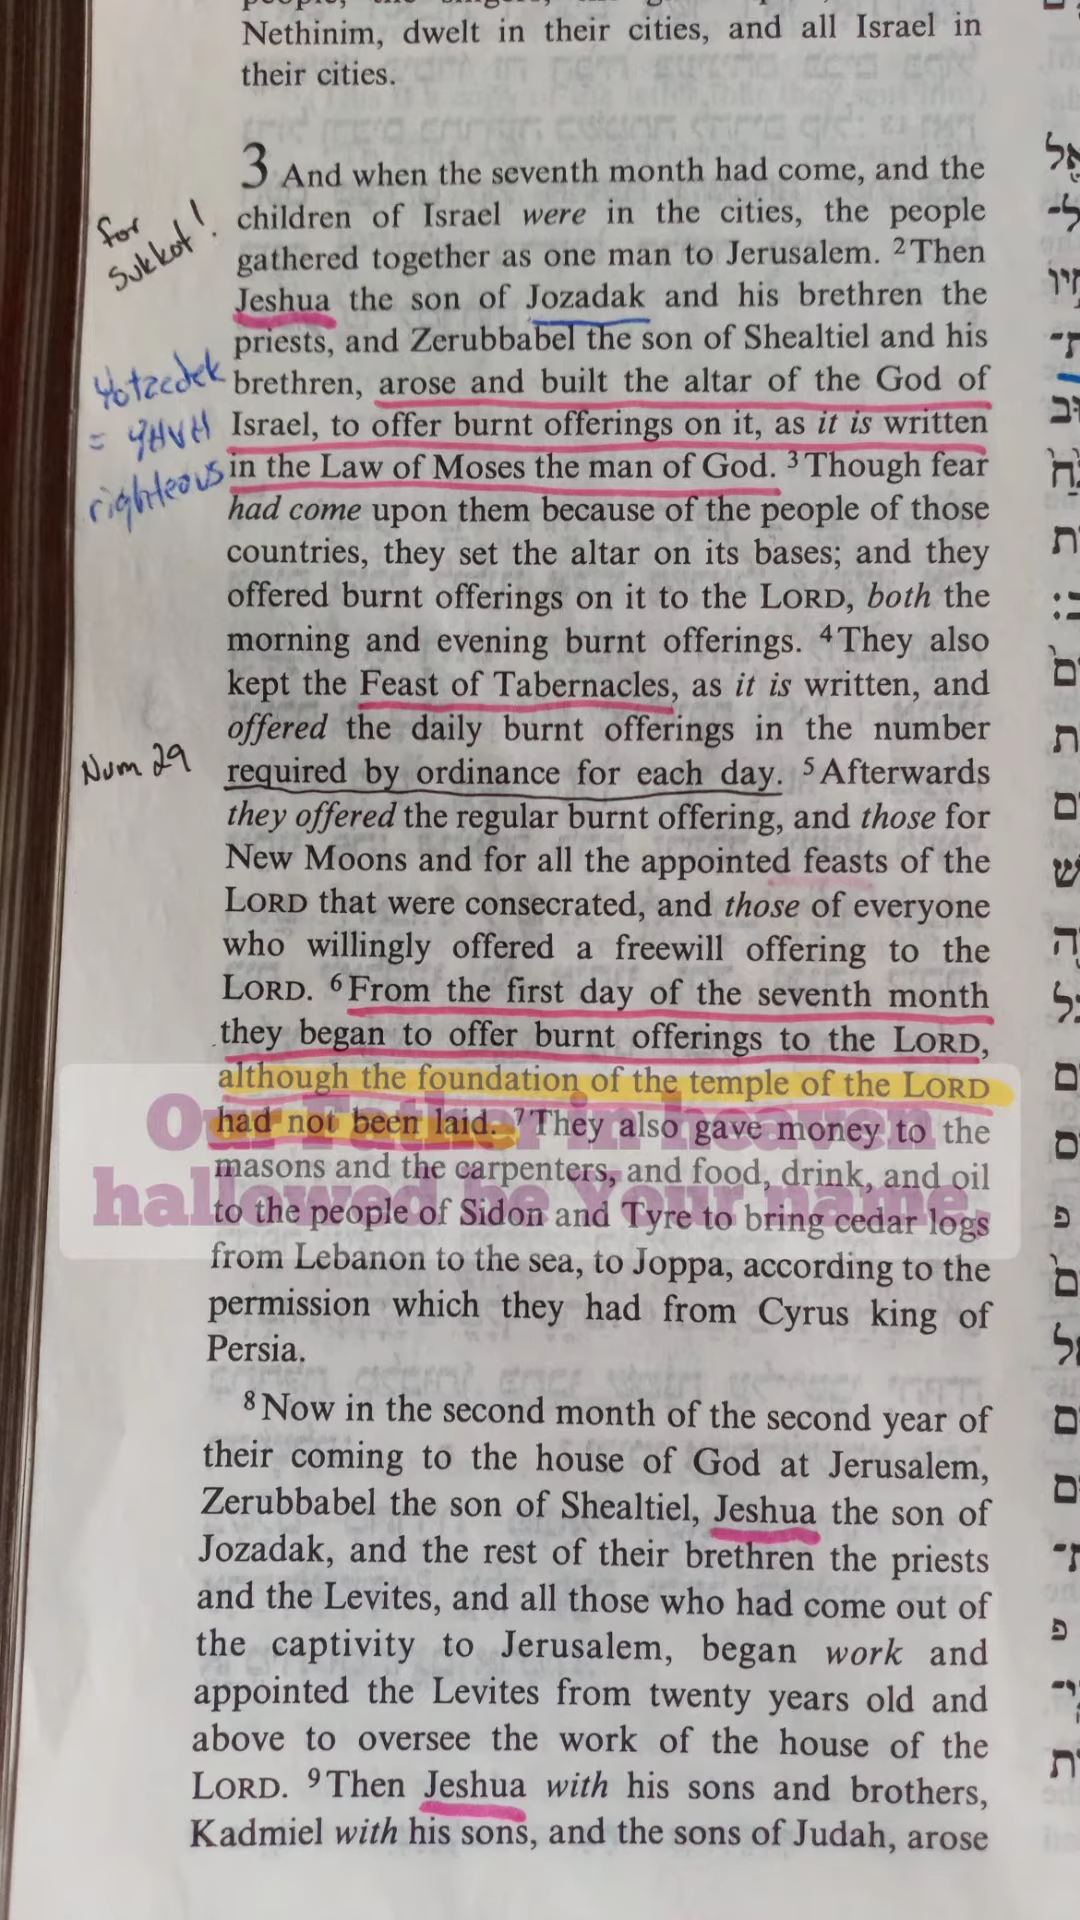 Nethinim, dwelt in their cities, and all Israel in
their cities.
3 And when the seventh month had come, and the
children of Israel were in the cities, the people
gathered together as one man to Jerusalem. 2 Then
Jeshua the son of Jozadak and his brethren the
priests, and Zerubbabel the son of Shealtiel and his
brethren, arose and built the altar of the God of
Israel, to offer burnt offerings on it, as it is written
in the Law of Moses the man of God. 3 Though fear
had come upon them because of the people of those
countries, they set the altar on its bases; and they
offered burnt offerings on it to the LORD, both the
morning and evening burnt offerings. 4 They also
kept the Feast of Tabernacles, as it is written, and
offered the daily burnt offerings in the number
required by ordinance for each day. 5 Afterwards
they offered the regular burnt offering, and those for
New Moons and for all the appointed feasts of the
LORD that were consecrated, and those of everyone
who willingly offered a freewill offering to the
LORD. 6 From the first day of the seventh month
they began to offer burnt offerings to the LORD,
although the foundation of the temple of the LORD
had not been laid. 7 They also gave money to the
masons and the carpenters, and food, drink, and oil
to the people of Sidon and Tyre to bring cedar logs
from Lebanon to the sea, to Joppa, according to the
permission which they had from Cyrus king of
Persia.
8 Now in the second month of the second year of
their coming to the house of God at Jerusalem,
Zerubbabel the son of Shealtiel, Jeshua the son of
Jozadak, and the rest of their brethren the priests
and the Levites, and all those who had come out of
the captivity to Jerusalem, began work and
appointed the Levites from twenty years old and
above to oversee the work of the house of the
LORD. 9 Then Jeshua with his sons and brothers,
Kadmiel with his sons, and the sons of Judah, arose
for
Sukkot!
Yotzedek
= YHVH
righteous
Num 29
Our Father in heaven
hallowed be Your name,